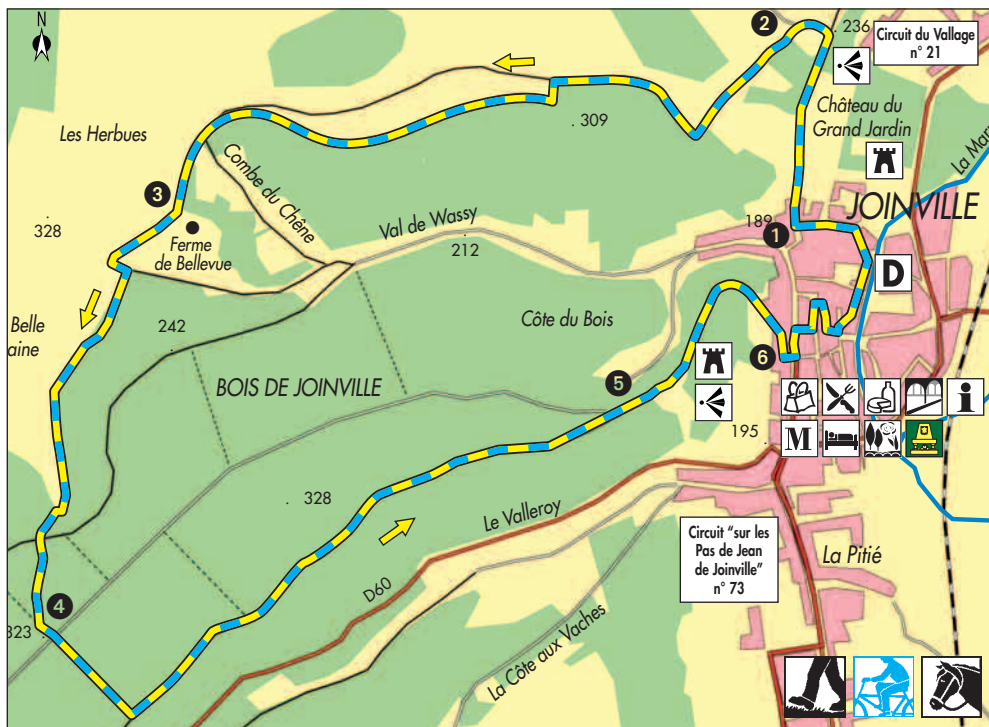 N
2
236
Circuit du Vallage
n° 21
309
Château du
Grand Jardin
Les Herbues
La Mar
Combe du Chêne
3
JOINVILLE
328
Ferme
de Bellevue
Val de Wassy
212
189
1
D
242
Belle
aine
Côte du Bois
6
5
BOIS DE JOINVILLE
i
M
195
328
Le Valleroy
Circuit "sur les
Pas de Jean
de Joinville"
n° 73
La Pitié
D60
4
323
La Côte aux Vaches